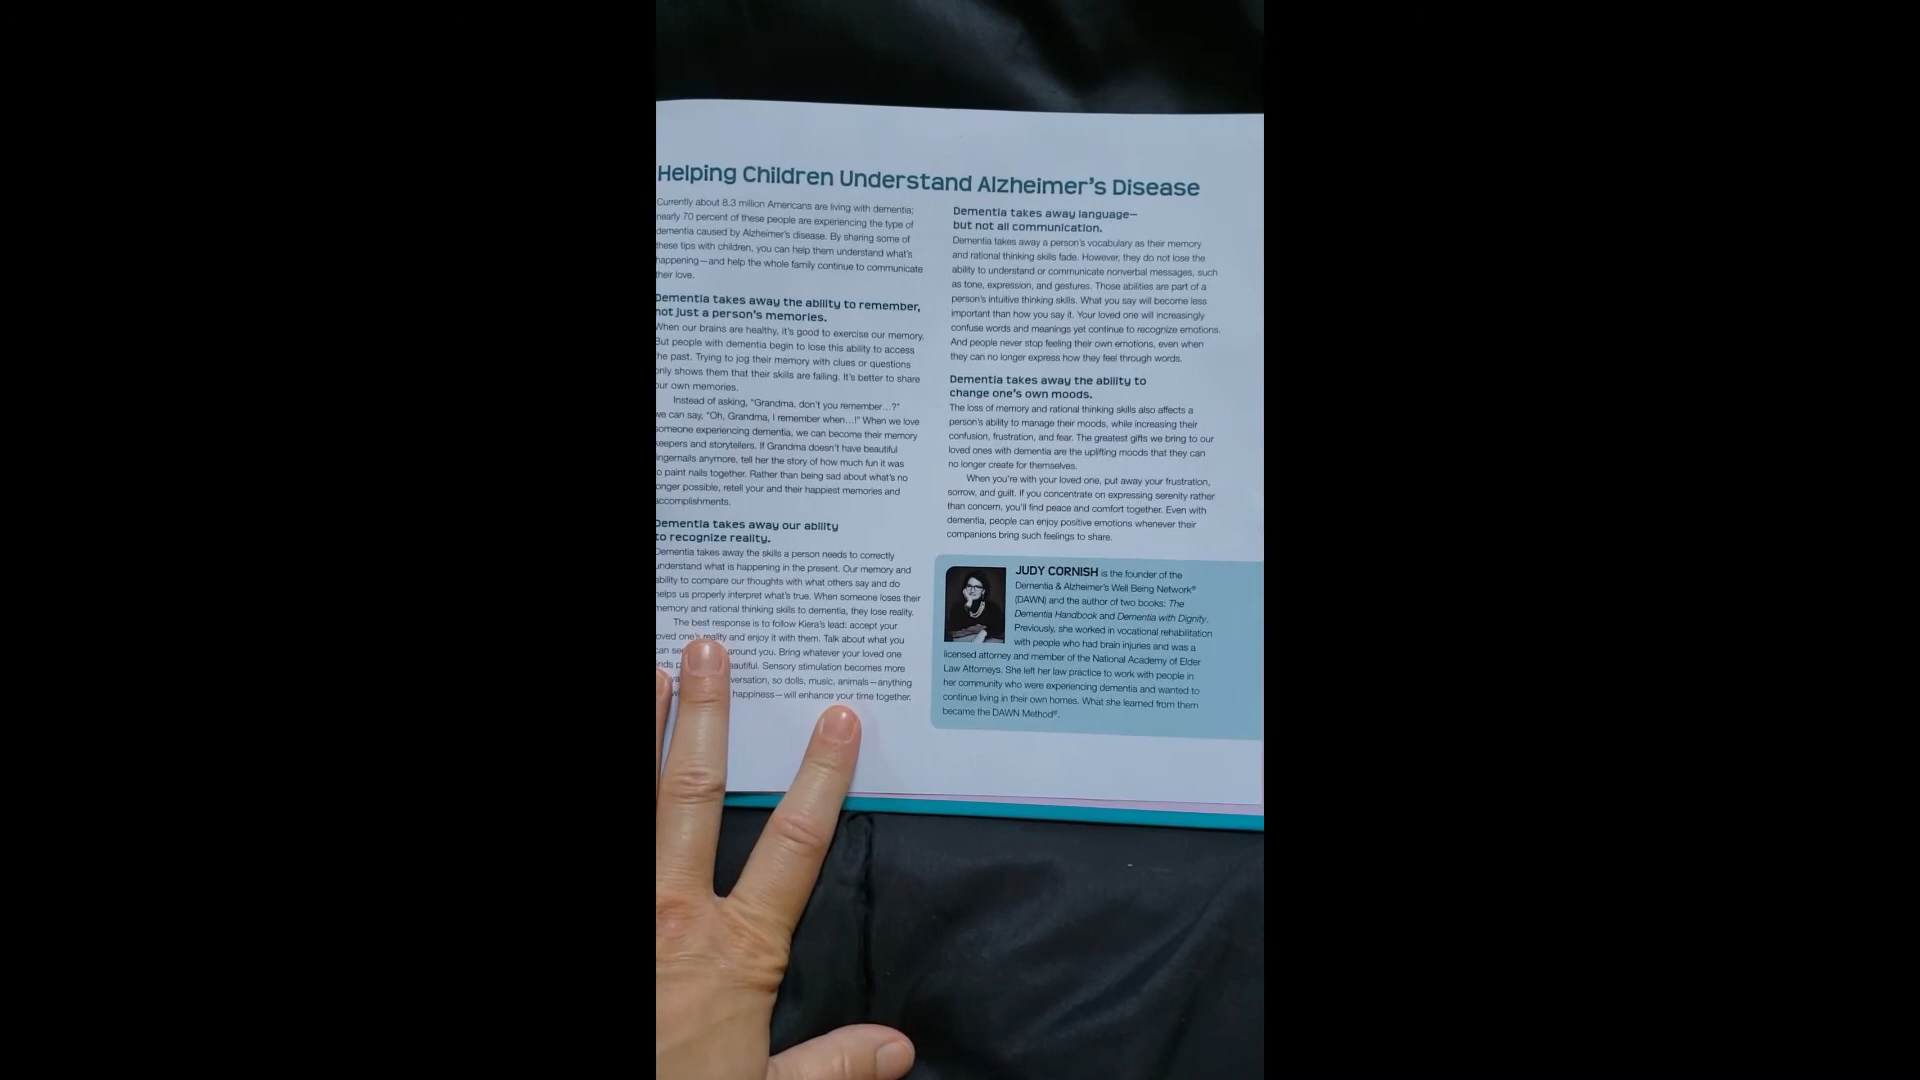 Helping Children Understand Alzheimer's Disease
Currently about 8.3 million Americans are living with dementia;
nearly 70 percent of these people are experiencing the type of
dementia caused by Alzheimer's disease. By sharing some of
these tips with children, you can help them understand what's
happening—and help the whole family continue to communicate
their love.
Dementia takes away the ability to remember,
not just a person's memories.
When our brains are healthy, it's good to exercise our memory.
But people with dementia begin to lose this ability to access
the past. Trying to jog their memory with clues or questions
only shows them that their skills are failing. It's better to share
our own memories.
Instead of asking, "Grandma, don't you remember...?"
we can say, "Oh, Grandma, I remember when...!" When we love
someone experiencing dementia, we can become their memory
keepers and storytellers. If Grandma doesn't have beautiful
fingernails anymore, tell her the story of how much fun it was
to paint nails together. Rather than being sad about what's no
longer possible, retell your and their happiest memories and
accomplishments.
Dementia takes away our ability
to recognize reality.
Dementia takes away the skills a person needs to correctly
understand what is happening in the present. Our memory and
ability to compare our thoughts with what others say and do
helps us properly interpret what's true. When someone loses their
memory and rational thinking skills to dementia, they lose reality.
The best response is to follow Kiera's lead: accept your
loved one's reality and enjoy it with them. Talk about what you
can see around you. Bring whatever your loved one
beautiful. Sensory stimulation becomes more
so dolls, music, animals—anything
happiness—will enhance your time together.
Dementia takes away language—
but not all communication.
Dementia takes away a person's vocabulary as their memory
and rational thinking skills fade. However, they do not lose the
ability to understand or communicate nonverbal messages, such
as tone, expression, and gestures. Those abilities are part of a
person's intuitive thinking skills. What you say will become less
important than how you say it. Your loved one will increasingly
confuse words and meanings yet continue to recognize emotions.
And people never stop feeling their own emotions, even when
they can no longer express how they feel through words.
Dementia takes away the ability to
change one's own moods.
The loss of memory and rational thinking skills also affects a
person's ability to manage their moods, while increasing their
confusion, frustration, and fear. The greatest gifts we bring to our
loved ones with dementia are the uplifting moods that they can
no longer create for themselves.
When you're with your loved one, put away your frustration,
sorrow, and guilt. If you concentrate on expressing serenity rather
than concern, you'll find peace and comfort together. Even with
dementia, people can enjoy positive emotions whenever their
companions bring such feelings to share.
JUDY CORNISH is the founder of the
Dementia & Alzheimer's Well Being Network®
(DAWN) and the author of two books: The
Dementia Handbook and Dementia with Dignity.
Previously, she worked in vocational rehabilitation
with people who had brain injuries and was a
licensed attorney and member of the National Academy of Elder
Law Attorneys. She left her law practice to work with people in
her community who were experiencing dementia and wanted to
continue living in their own homes. What she learned from them
became the DAWN Method®.